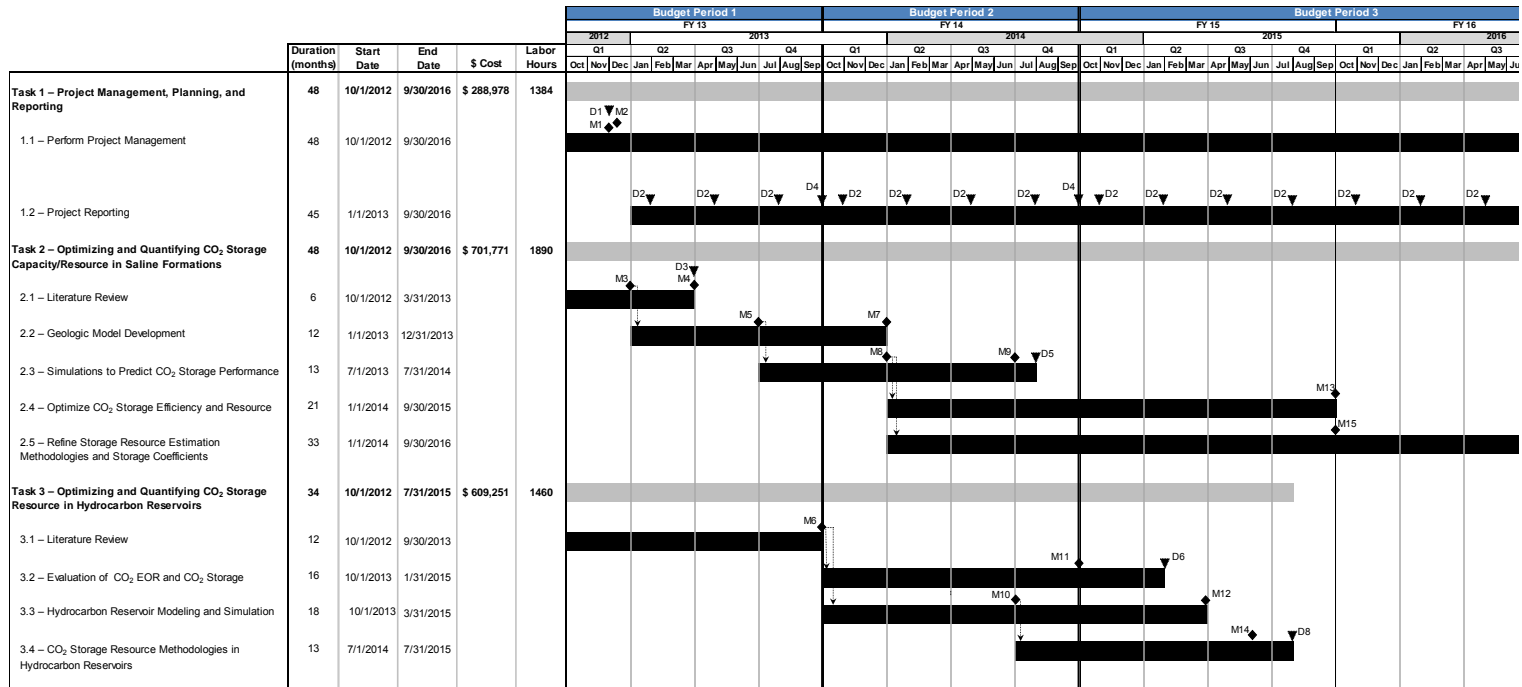 Budget Period 1 Budget Period 2 Budget Period 3
FY 13 FY 14 FY 15 FY 16
2012 2013 2014 2015 2016
Duration (months) Start Date End Date $ Cost Labor Hours
Q1 Q2 Q3 Q4 Q1 Q2 Q3 Q4 Q1 Q2 Q3 Q4 Q1 Q2 Q3
Oct Nov Dec Jan Feb Mar Apr May Jun Jul Aug Sep Oct Nov Dec Jan Feb Mar Apr May Jun Jul Aug Sep Oct Nov Dec Jan Feb Mar Apr May Jun Jul Aug Sep Oct Nov Dec Jan Feb Mar Apr May Ju
Task 1 – Project Management, Planning, and
Reporting
48 10/1/2012 9/30/2016 $ 288,978 1384
D1 M2
M1
1.1 – Perform Project Management 48 10/1/2012 9/30/2016
D4 D4
D2 D2 D2 D2 D2 D2 D2 D2 D2 D2 D2 D2 D2 D2
1.2 – Project Reporting 45 1/1/2013 9/30/2016
Task 2 – Optimizing and Quantifying CO2 Storage
Capacity/Resource in Saline Formations
48 10/1/2012 9/30/2016 $ 701,771 1890
D3
M3 M4
2.1 – Literature Review 6 10/1/2012 3/31/2013
M5 M7
2.2 – Geologic Model Development 12 1/1/2013 12/31/2013
M8 M9 D5
2.3 – Simulations to Predict CO2 Storage Performance 13 7/1/2013 7/31/2014
M13
2.4 – Optimize CO2 Storage Efficiency and Resource 21 1/1/2014 9/30/2015
M15
2.5 – Refine Storage Resource Estimation
Methodologies and Storage Coefficients
33 1/1/2014 9/30/2016
Task 3 – Optimizing and Quantifying CO2 Storage
Resource in Hydrocarbon Reservoirs
34 10/1/2012 7/31/2015 $ 609,251 1460
M6
3.1 – Literature Review 12 10/1/2012 9/30/2013
M11 D6
3.2 – Evaluation of CO2 EOR and CO2 Storage 16 10/1/2013 1/31/2015
M10 M12
3.3 – Hydrocarbon Reservoir Modeling and Simulation 18 10/1/2013 3/31/2015
M14 D8
3.4 – CO2 Storage Resource Methodologies in
Hydrocarbon Reservoirs
13 7/1/2014 7/31/2015